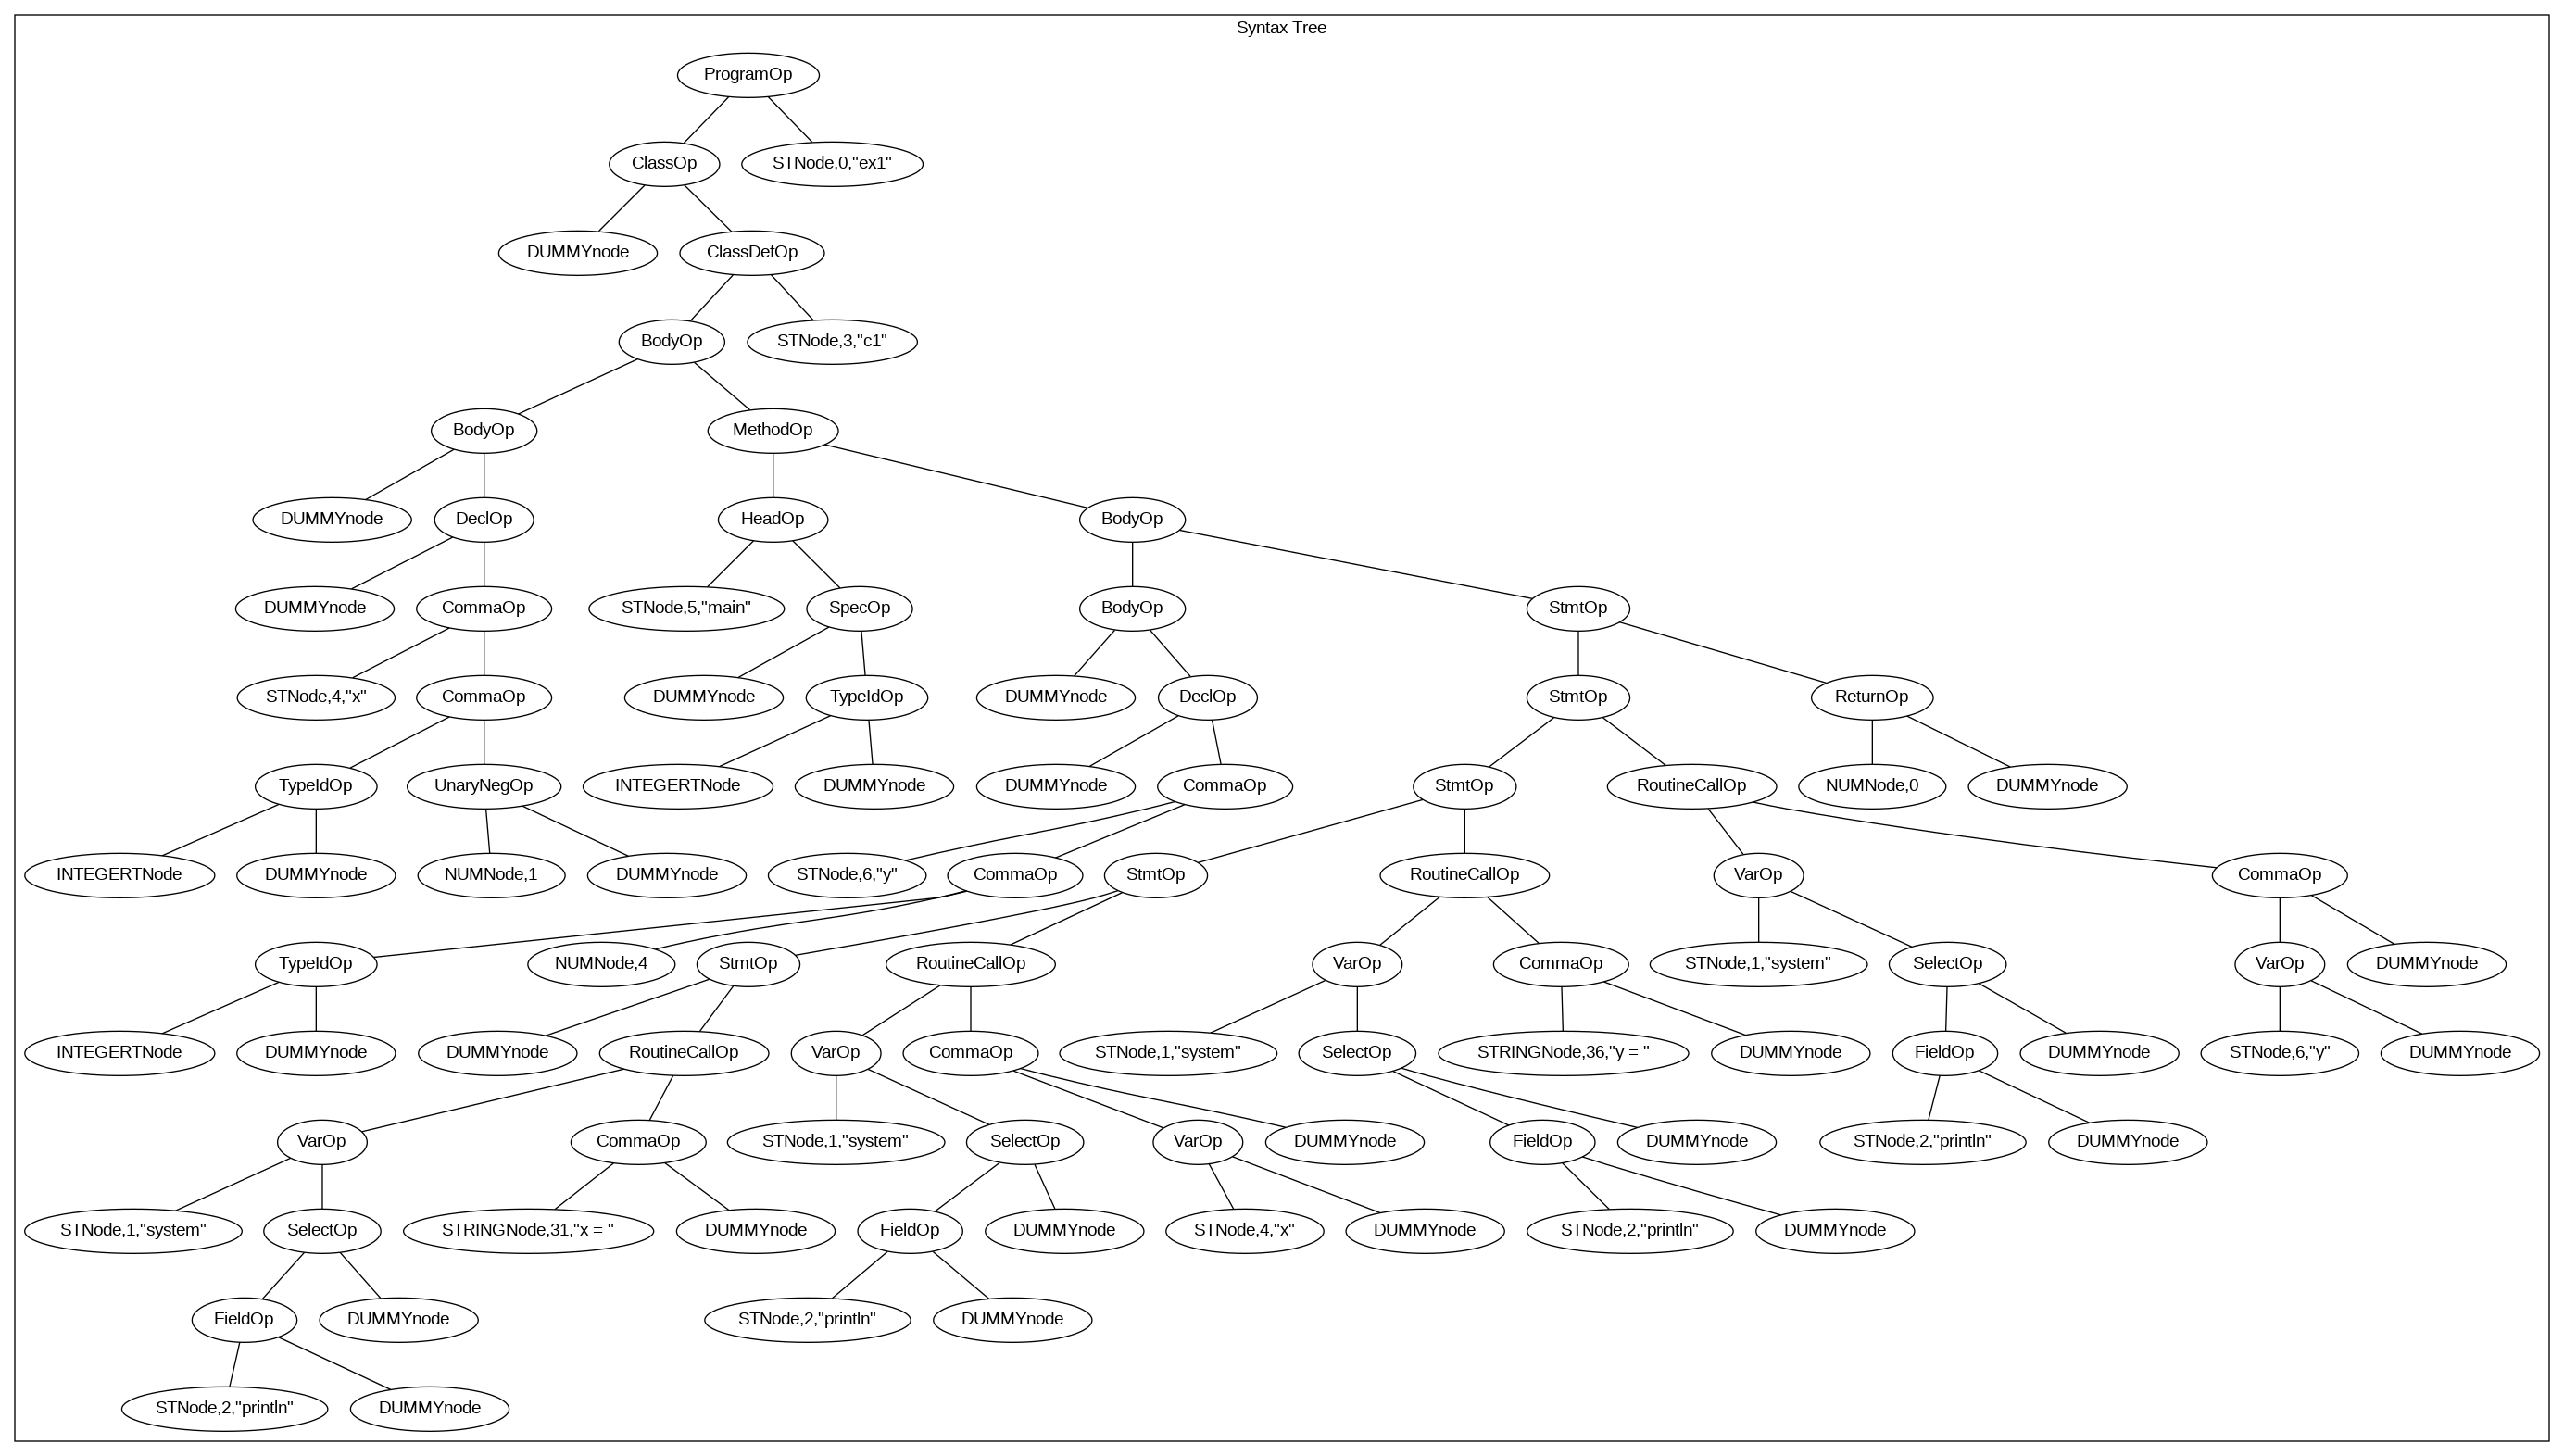 Syntax Tree
ProgramOp
ClassOp
STNode,0,"ex1"
DUMMYnode
ClassDefOp
BodyOp
STNode,3,"c1"
BodyOp
MethodOp
DUMMYnode
DeclOp
HeadOp
BodyOp
DUMMYnode
CommaOp
STNode,5,"main"
SpecOp
BodyOp
StmtOp
STNode,4,"x"
CommaOp
DUMMYnode
TypeIdOp
DUMMYnode
DeclOp
StmtOp
ReturnOp
TypeIdOp
UnaryNegOp
INTEGERTNode
DUMMYnode
DUMMYnode
CommaOp
StmtOp
RoutineCallOp
NUMNode,0
DUMMYnode
INTEGERTNode
DUMMYnode
NUMNode,1
DUMMYnode
STNode,6,"y"
CommaOp
StmtOp
RoutineCallOp
VarOp
CommaOp
TypeIdOp
NUMNode,4
StmtOp
RoutineCallOp
VarOp
CommaOp
STNode,1,"system"
SelectOp
VarOp
DUMMYnode
INTEGERTNode
DUMMYnode
DUMMYnode
RoutineCallOp
VarOp
CommaOp
STNode,1,"system"
SelectOp
STRINGNode,36,"y = "
DUMMYnode
FieldOp
DUMMYnode
STNode,6,"y"
DUMMYnode
VarOp
CommaOp
STNode,1,"system"
SelectOp
VarOp
DUMMYnode
FieldOp
DUMMYnode
STNode,2,"println"
DUMMYnode
STNode,1,"system"
SelectOp
STRINGNode,31,"x = "
DUMMYnode
FieldOp
DUMMYnode
STNode,4,"x"
DUMMYnode
STNode,2,"println"
DUMMYnode
FieldOp
DUMMYnode
STNode,2,"println"
DUMMYnode
STNode,2,"println"
DUMMYnode